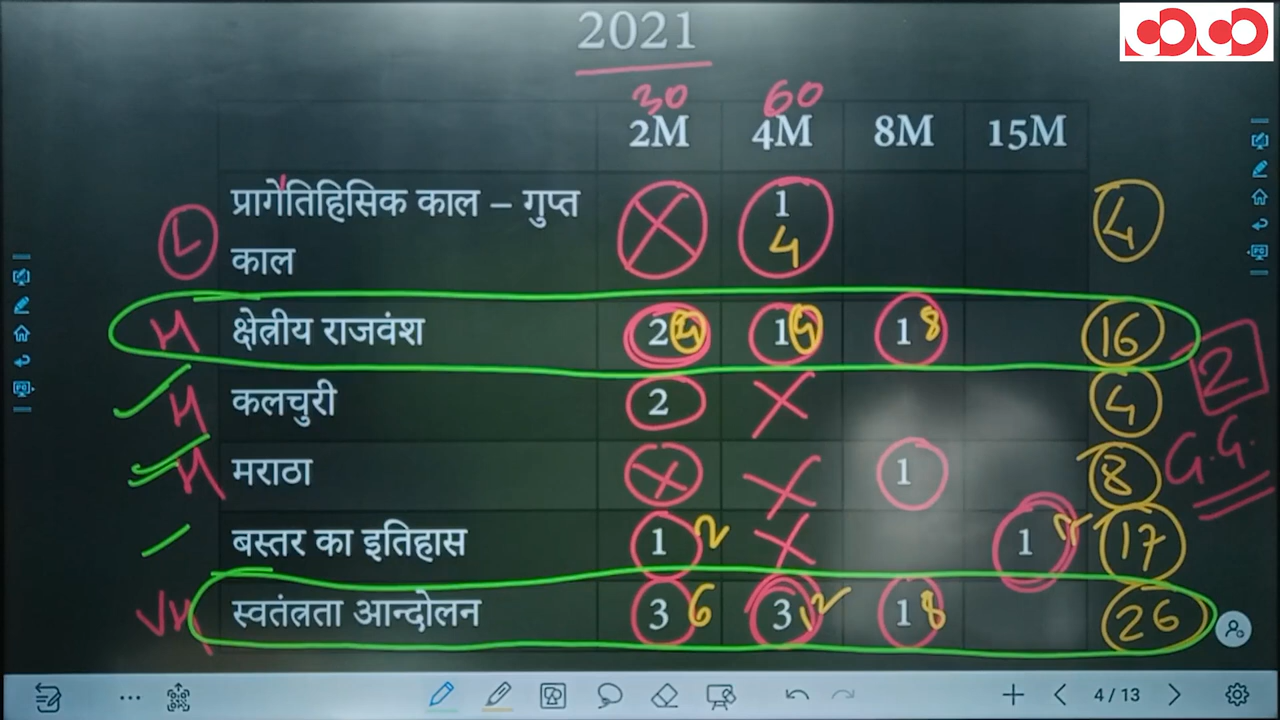 2021
30 60
2M 4M 8M 15M
प्रागेतिहिसिक काल – गुप्त
काल
L 1 4 4
M क्षेत्रीय राजवंश 2 4 1 4 1 8 16
2
M कलचुरी 2 4
M मराठा 1 8
G.G.
बस्तर का इतिहास 1 2 1 17
VH स्वतंत्रता आन्दोलन 3 6 3 12 1 8 26
4 / 13